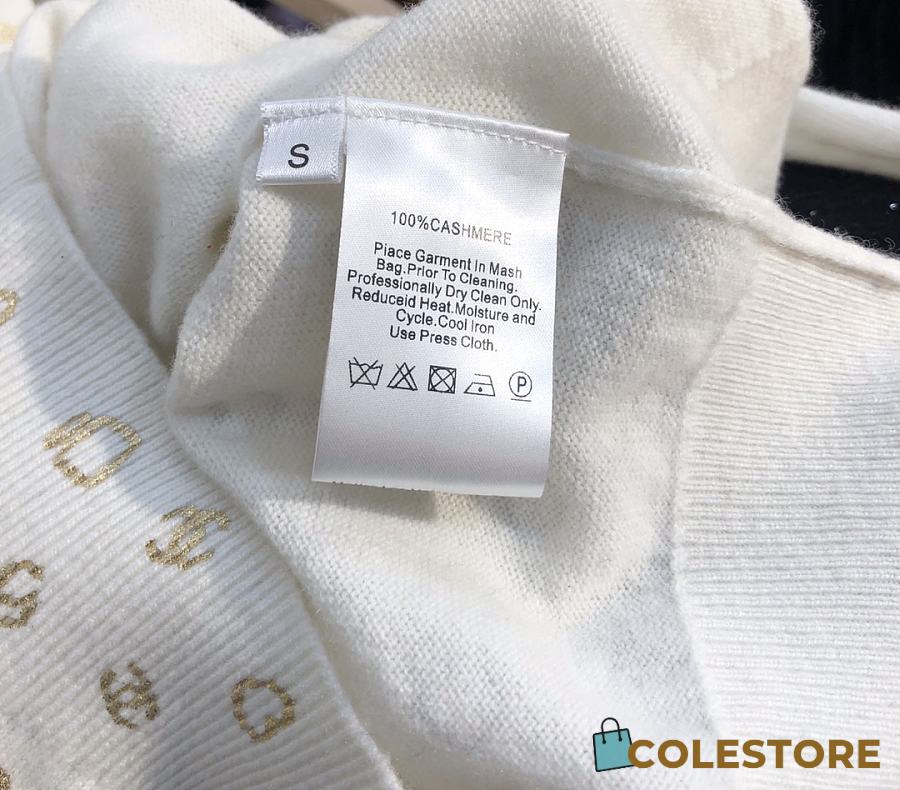 S
100%CASHMERE
Piace Garment In Mash
Bag.Prior To Cleaning.
Professionally Dry Clean Only.
Reduceid Heat.Molsture and
Cycle.Cool Iron
Use Press Cloth.
P
COLESTORE